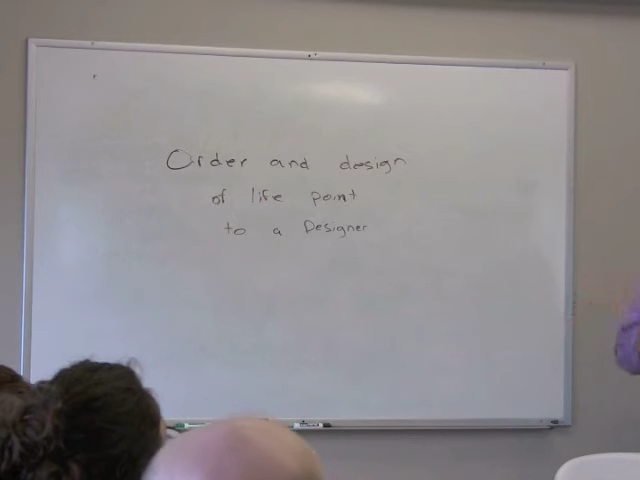 Order and design
of life point
to a Designer